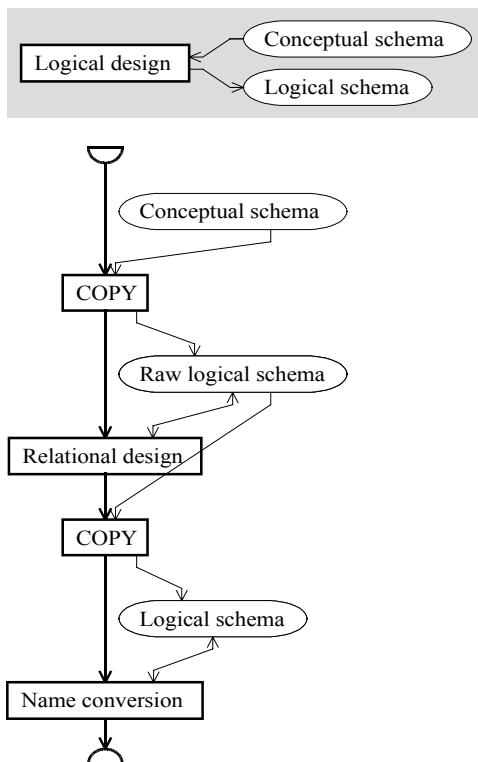 Conceptual schema
Logical design
Logical schema
Conceptual schema
COPY
Raw logical schema
Relational design
COPY
Logical schema
Name conversion